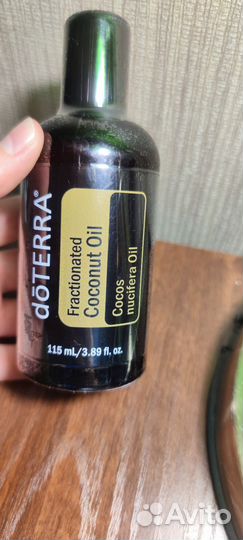 dōTERRA®
Fractionated
Coconut Oil
Cocos
nucifera Oil
115 mL/3.89 fl. oz.
Avito